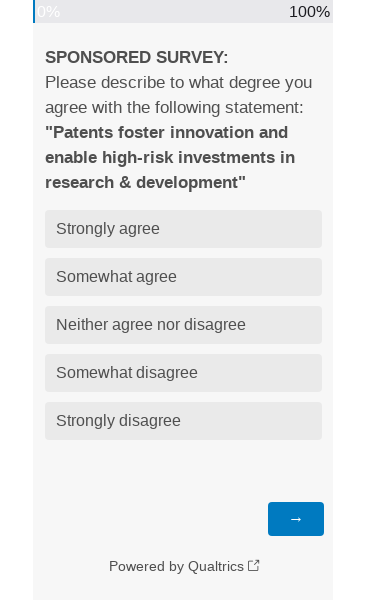 0% 100%
SPONSORED SURVEY:
Please describe to what degree you
agree with the following statement:
"Patents foster innovation and
enable high-risk investments in
research & development"
Strongly agree
Somewhat agree
Neither agree nor disagree
Somewhat disagree
Strongly disagree
→
Powered by Qualtrics